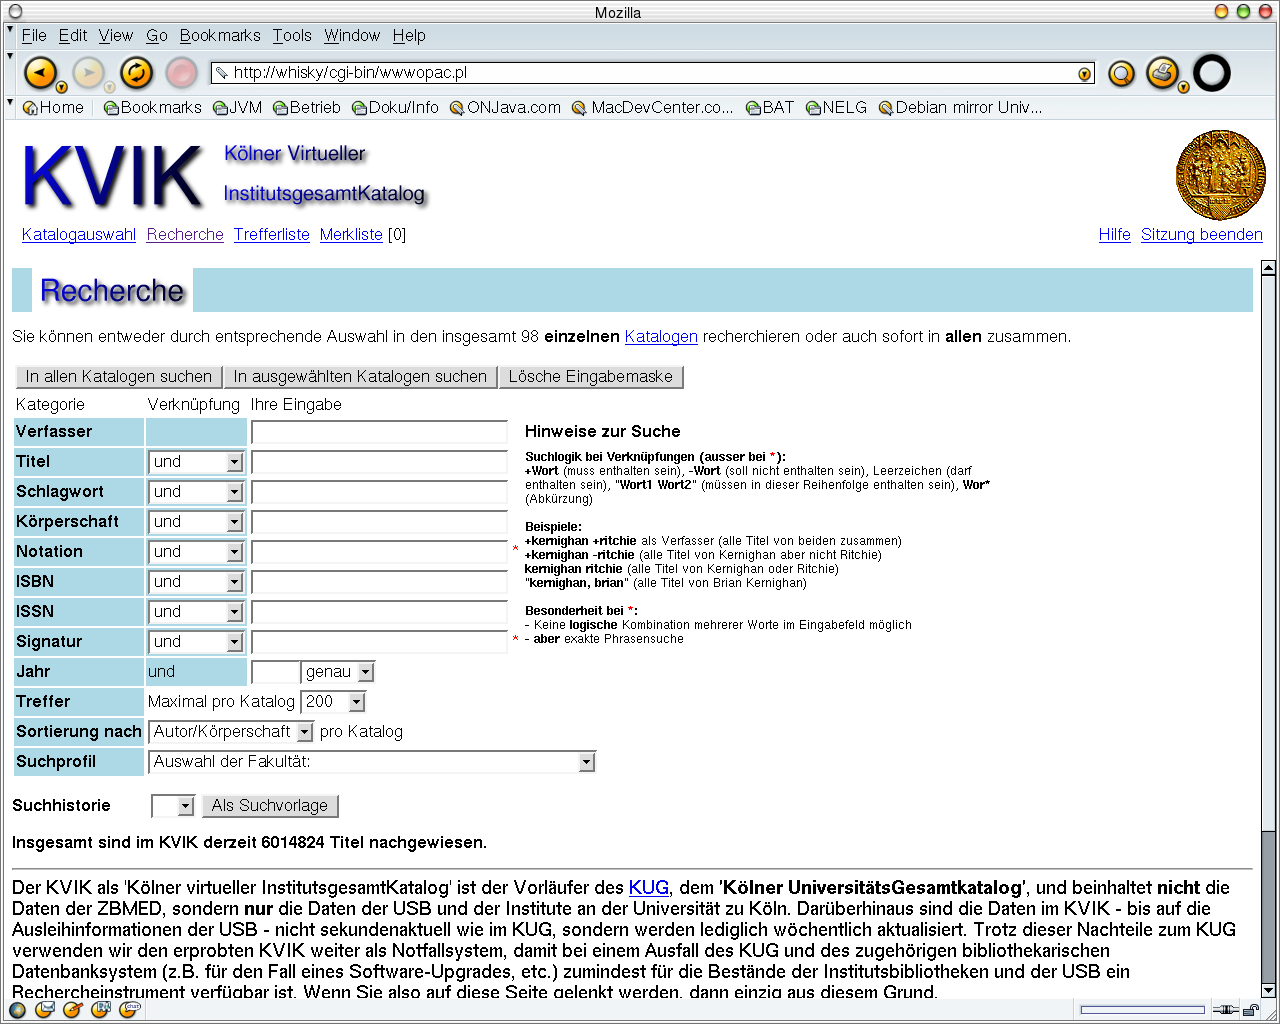 Mozilla
File Edit View Go Bookmarks Tools Window Help
http://whisky/cgi-bin/wwwopac.pl
Home Bookmarks JVM Betrieb Doku/Info ONJava.com MacDevCenter.co... BAT NELG Debian mirror Univ...
KVIK Kölner Virtueller
InstitutsgesamtKatalog
Katalogauswahl Recherche Trefferliste Merkliste [0] Hilfe Sitzung beenden
Recherche
Sie können entweder durch entsprechende Auswahl in den insgesamt 98 einzelnen Katalogen recherchieren oder auch sofort in allen zusammen.
In allen Katalogen suchen In ausgewählten Katalogen suchen Lösche Eingabemaske
Kategorie Verknüpfung Ihre Eingabe
Verfasser
Titel und
Schlagwort und
Körperschaft und
Notation und *
ISBN und
ISSN und
Signatur und *
Jahr und genau
Treffer Maximal pro Katalog 200
Sortierung nach Autor/Körperschaft pro Katalog
Suchprofil Auswahl der Fakultät:
Hinweise zur Suche
Suchlogik bei Verknüpfungen (ausser bei *):
+Wort (muss enthalten sein), -Wort (soll nicht enthalten sein), Leerzeichen (darf
enthalten sein), "Wort1 Wort2" (müssen in dieser Reihenfolge enthalten sein), Wor*
(Abkürzung)
Beispiele:
+kernighan +ritchie als Verfasser (alle Titel von beiden zusammen)
+kernighan -ritchie (alle Titel von Kernighan aber nicht Ritchie)
kernighan ritchie (alle Titel von Kernighan oder Ritchie)
"kernighan, brian" (alle Titel von Brian Kernighan)
Besonderheit bei *:
- Keine logische Kombination mehrerer Worte im Eingabefeld möglich
- aber exakte Phrasensuche
Suchhistorie Als Suchvorlage
Insgesamt sind im KVIK derzeit 6014824 Titel nachgewiesen.
Der KVIK als 'Kölner virtueller InstitutsgesamtKatalog' ist der Vorläufer des KUG, dem 'Kölner UniversitätsGesamtkatalog', und beinhaltet nicht die
Daten der ZBMED, sondern nur die Daten der USB und der Institute an der Universität zu Köln. Darüberhinaus sind die Daten im KVIK - bis auf die
Ausleihinformationen der USB - nicht sekundenaktuell wie im KUG, sondern werden lediglich wöchentlich aktualisiert. Trotz dieser Nachteile zum KUG
verwenden wir den erprobten KVIK weiter als Notfallsystem, damit bei einem Ausfall des KUG und des zugehörigen bibliothekarischen
Datenbanksystem (z.B. für den Fall eines Software-Upgrades, etc.) zumindest für die Bestände der Institutsbibliotheken und der USB ein
Rechercheinstrument verfügbar ist. Wenn Sie also auf diese Seite gelenkt werden, dann einzig aus diesem Grund.